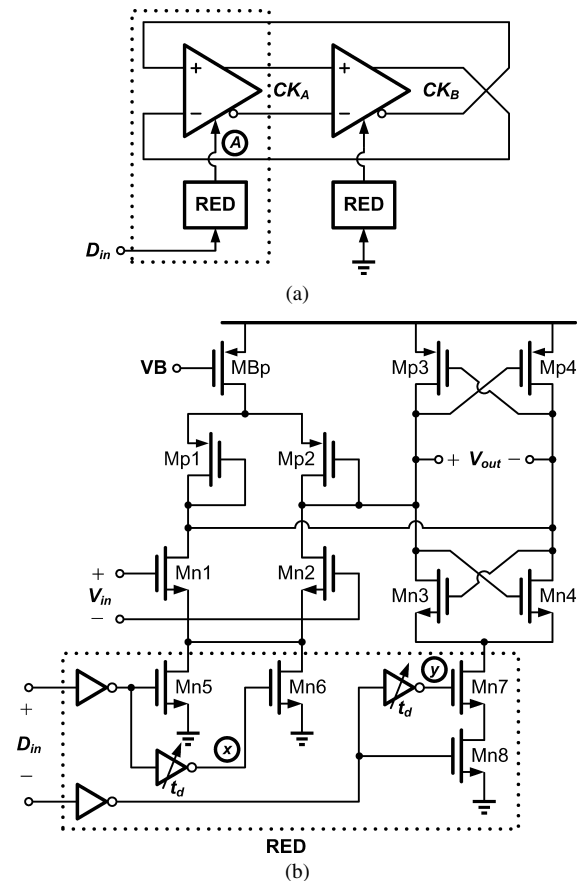 +
−
CK_A
+
−
CK_B
A
RED
RED
D_in
(a)
VB
MBp
Mp3
Mp4
Mp1
Mp2
+ V_out −
+
V_in
−
Mn1
Mn2
Mn3
Mn4
+
D_in
−
Mn5
x
t_d
Mn6
y
t_d
Mn7
Mn8
RED
(b)